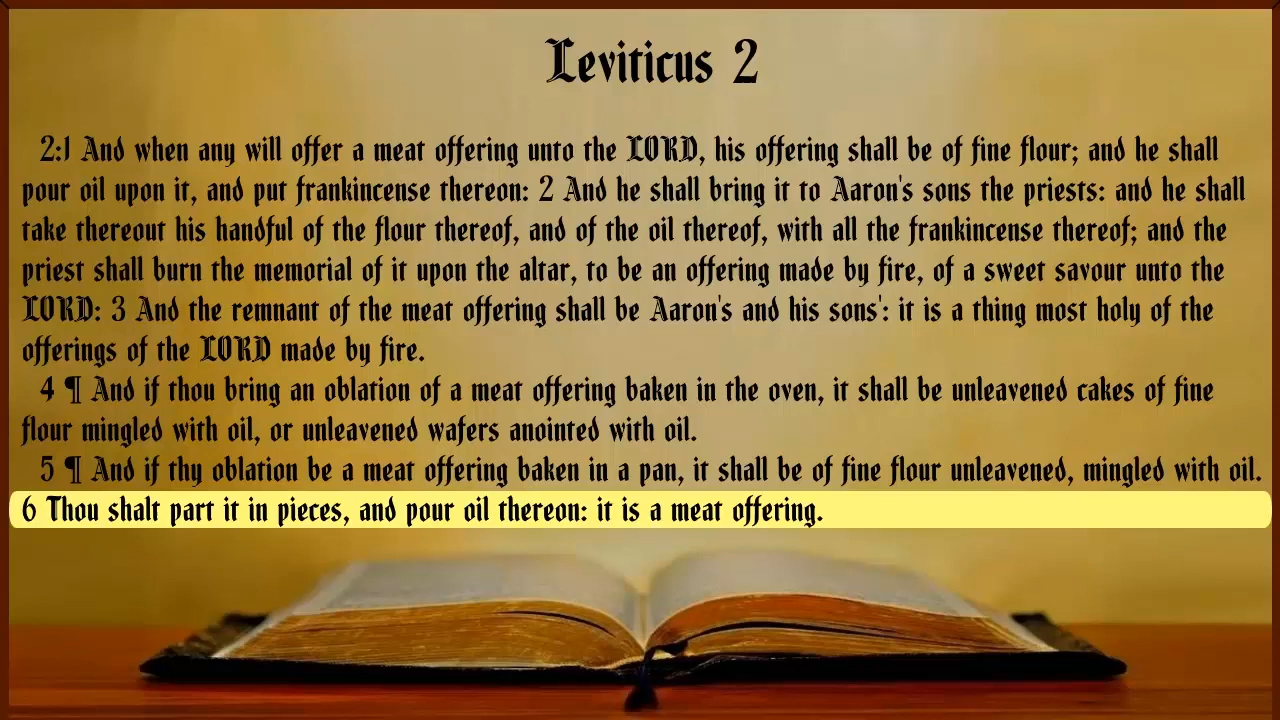 Leviticus 2
2:1 And when any will offer a meat offering unto the LORD, his offering shall be of fine flour; and he shall
pour oil upon it, and put frankincense thereon: 2 And he shall bring it to Aaron's sons the priests: and he shall
take thereout his handful of the flour thereof, and of the oil thereof, with all the frankincense thereof; and the
priest shall burn the memorial of it upon the altar, to be an offering made by fire, of a sweet savour unto the
LORD: 3 And the remnant of the meat offering shall be Aaron's and his sons': it is a thing most holy of the
offerings of the LORD made by fire.
4 ¶ And if thou bring an oblation of a meat offering baken in the oven, it shall be unleavened cakes of fine
flour mingled with oil, or unleavened wafers anointed with oil.
5 ¶ And if thy oblation be a meat offering baken in a pan, it shall be of fine flour unleavened, mingled with oil.
6 Thou shalt part it in pieces, and pour oil thereon: it is a meat offering.